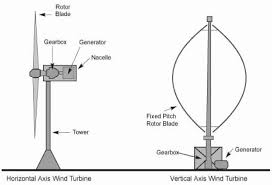 Rotor
Blade
Gearbox
Generator
Nacelle
Tower
Horizontal Axis Wind Turbine
Fixed Pitch
Rotor Blade
Gearbox
Generator
Vertical Axis Wind Turbine